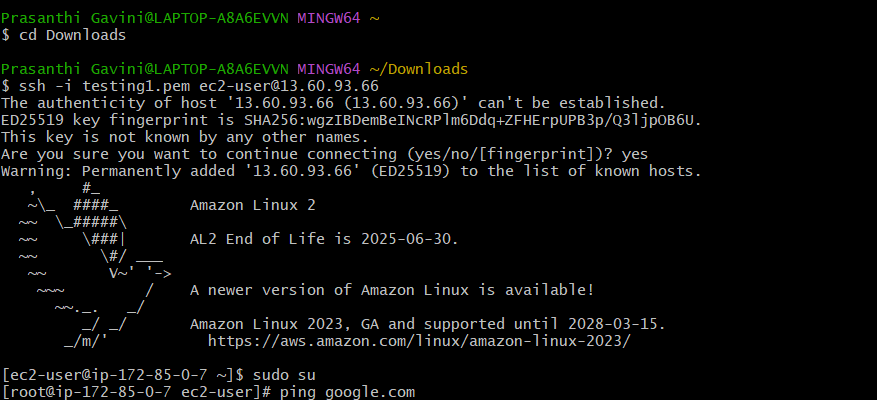 Prasanthi Gavini@LAPTOP-A8A6EVVN MINGW64 ~
$ cd Downloads
Prasanthi Gavini@LAPTOP-A8A6EVVN MINGW64 ~/Downloads
$ ssh -i testing1.pem ec2-user@13.60.93.66
The authenticity of host '13.60.93.66 (13.60.93.66)' can't be established.
ED25519 key fingerprint is SHA256:wgzIBDemBeINcRPlm6Ddq+ZFHErpUPB3p/Q3ljpOB6U.
This key is not known by any other names.
Are you sure you want to continue connecting (yes/no/[fingerprint])? yes
Warning: Permanently added '13.60.93.66' (ED25519) to the list of known hosts.
   ,     #_
   ~\_  ####_        Amazon Linux 2
  ~~  \_#####\
  ~~     \###|       AL2 End of Life is 2025-06-30.
  ~~       \#/ ___
   ~~       V~' '->
    ~~~         /    A newer version of Amazon Linux is available!
      ~~._.   _/
         _/ _/       Amazon Linux 2023, GA and supported until 2028-03-15.
       _/m/'           https://aws.amazon.com/linux/amazon-linux-2023/
[ec2-user@ip-172-85-0-7 ~]$ sudo su
[root@ip-172-85-0-7 ec2-user]# ping google.com